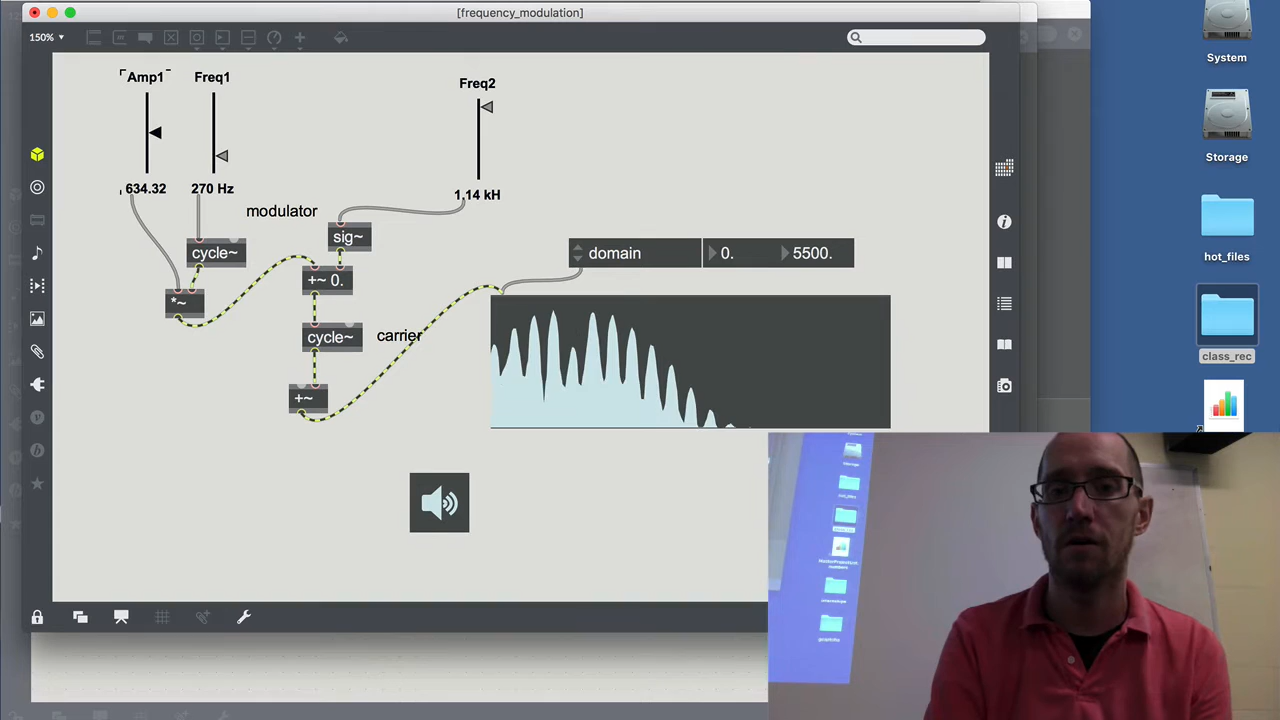 [frequency_modulation]
150%
Amp1
Freq1
Freq2
634.32
270 Hz
1.14 kH
modulator
sig~
cycle~
domain
0.
5500.
+~ 0.
*~
cycle~
carrier
+~
System
Storage
hot_files
class_rec